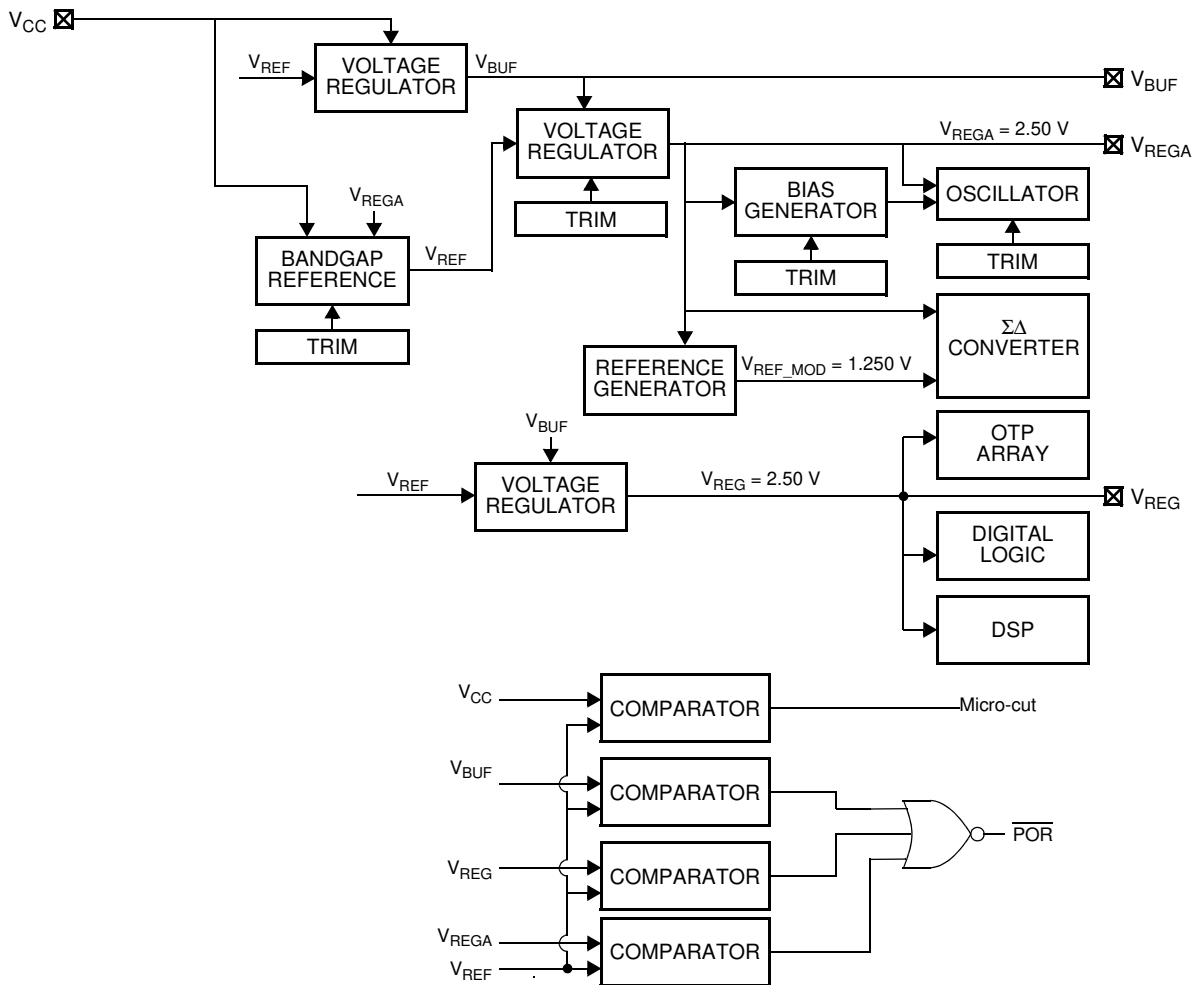 VCC
VREF
VOLTAGE
REGULATOR
VBUF
VBUF
VOLTAGE
REGULATOR
VREGA = 2.50 V
VREGA
TRIM
BIAS
GENERATOR
OSCILLATOR
TRIM
TRIM
VREGA
BANDGAP
REFERENCE
VREF
TRIM
REFERENCE
GENERATOR
VREF_MOD = 1.250 V
ΣΔ
CONVERTER
VBUF
VREF
VOLTAGE
REGULATOR
VREG = 2.50 V
VREG
OTP
ARRAY
DIGITAL
LOGIC
DSP
VCC
COMPARATOR
Micro-cut
VBUF
COMPARATOR
POR
VREG
COMPARATOR
VREGA
VREF
COMPARATOR